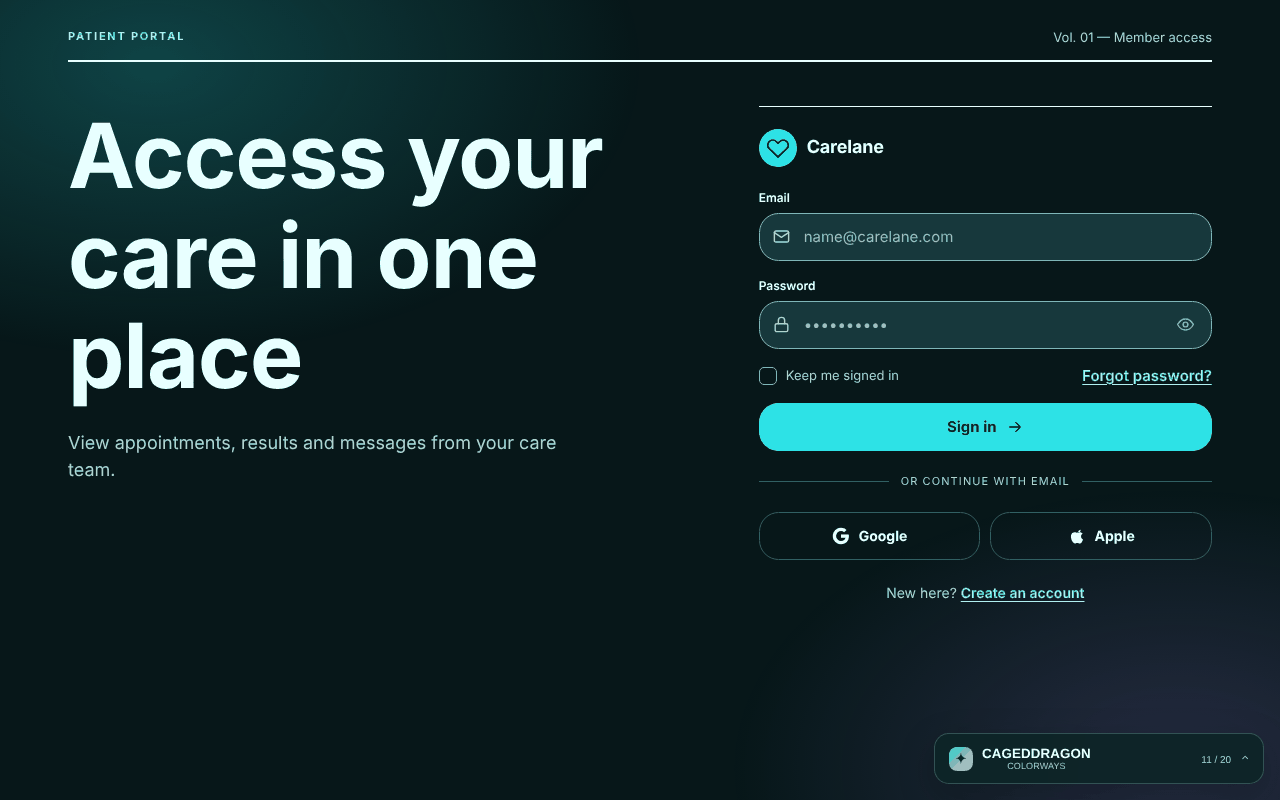 PATIENT PORTAL
Vol. 01 — Member access
Access your
care in one
place
View appointments, results and messages from your care
team.
Carelane
Email
name@carelane.com
Password
Keep me signed in
Forgot password?
Sign in
OR CONTINUE WITH EMAIL
Google
Apple
New here? Create an account
CAGEDDRAGON
COLORWAYS
11 / 20